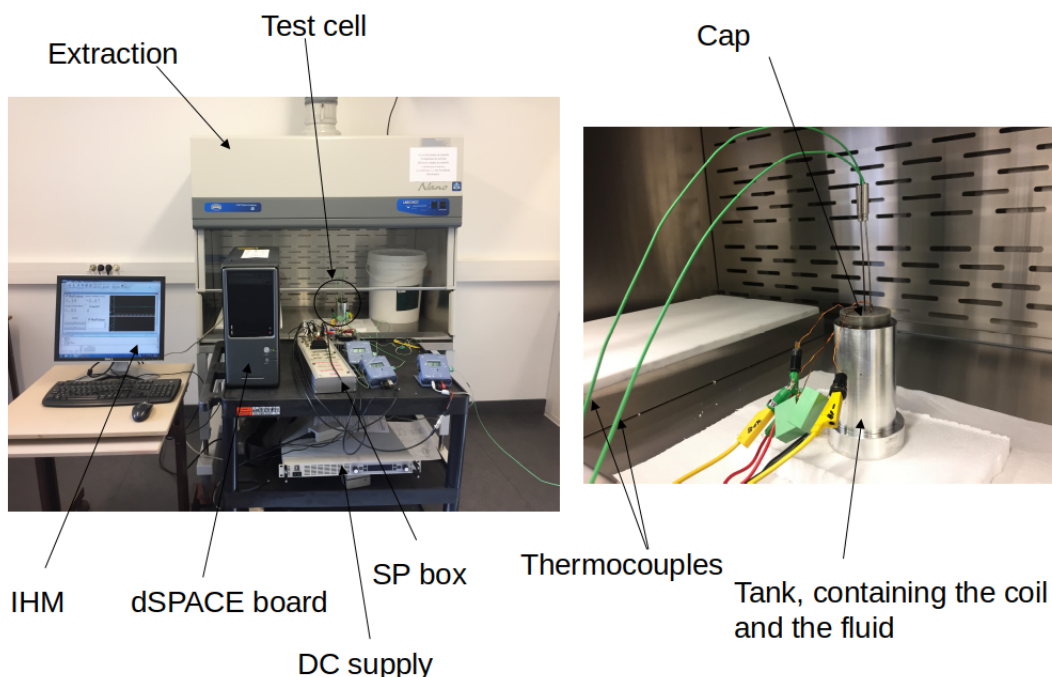 Test cell
Extraction
Cap
Nano
LABCONCO
IHM
dSPACE board
SP box
DC supply
Thermocouples
Tank, containing the coil
and the fluid